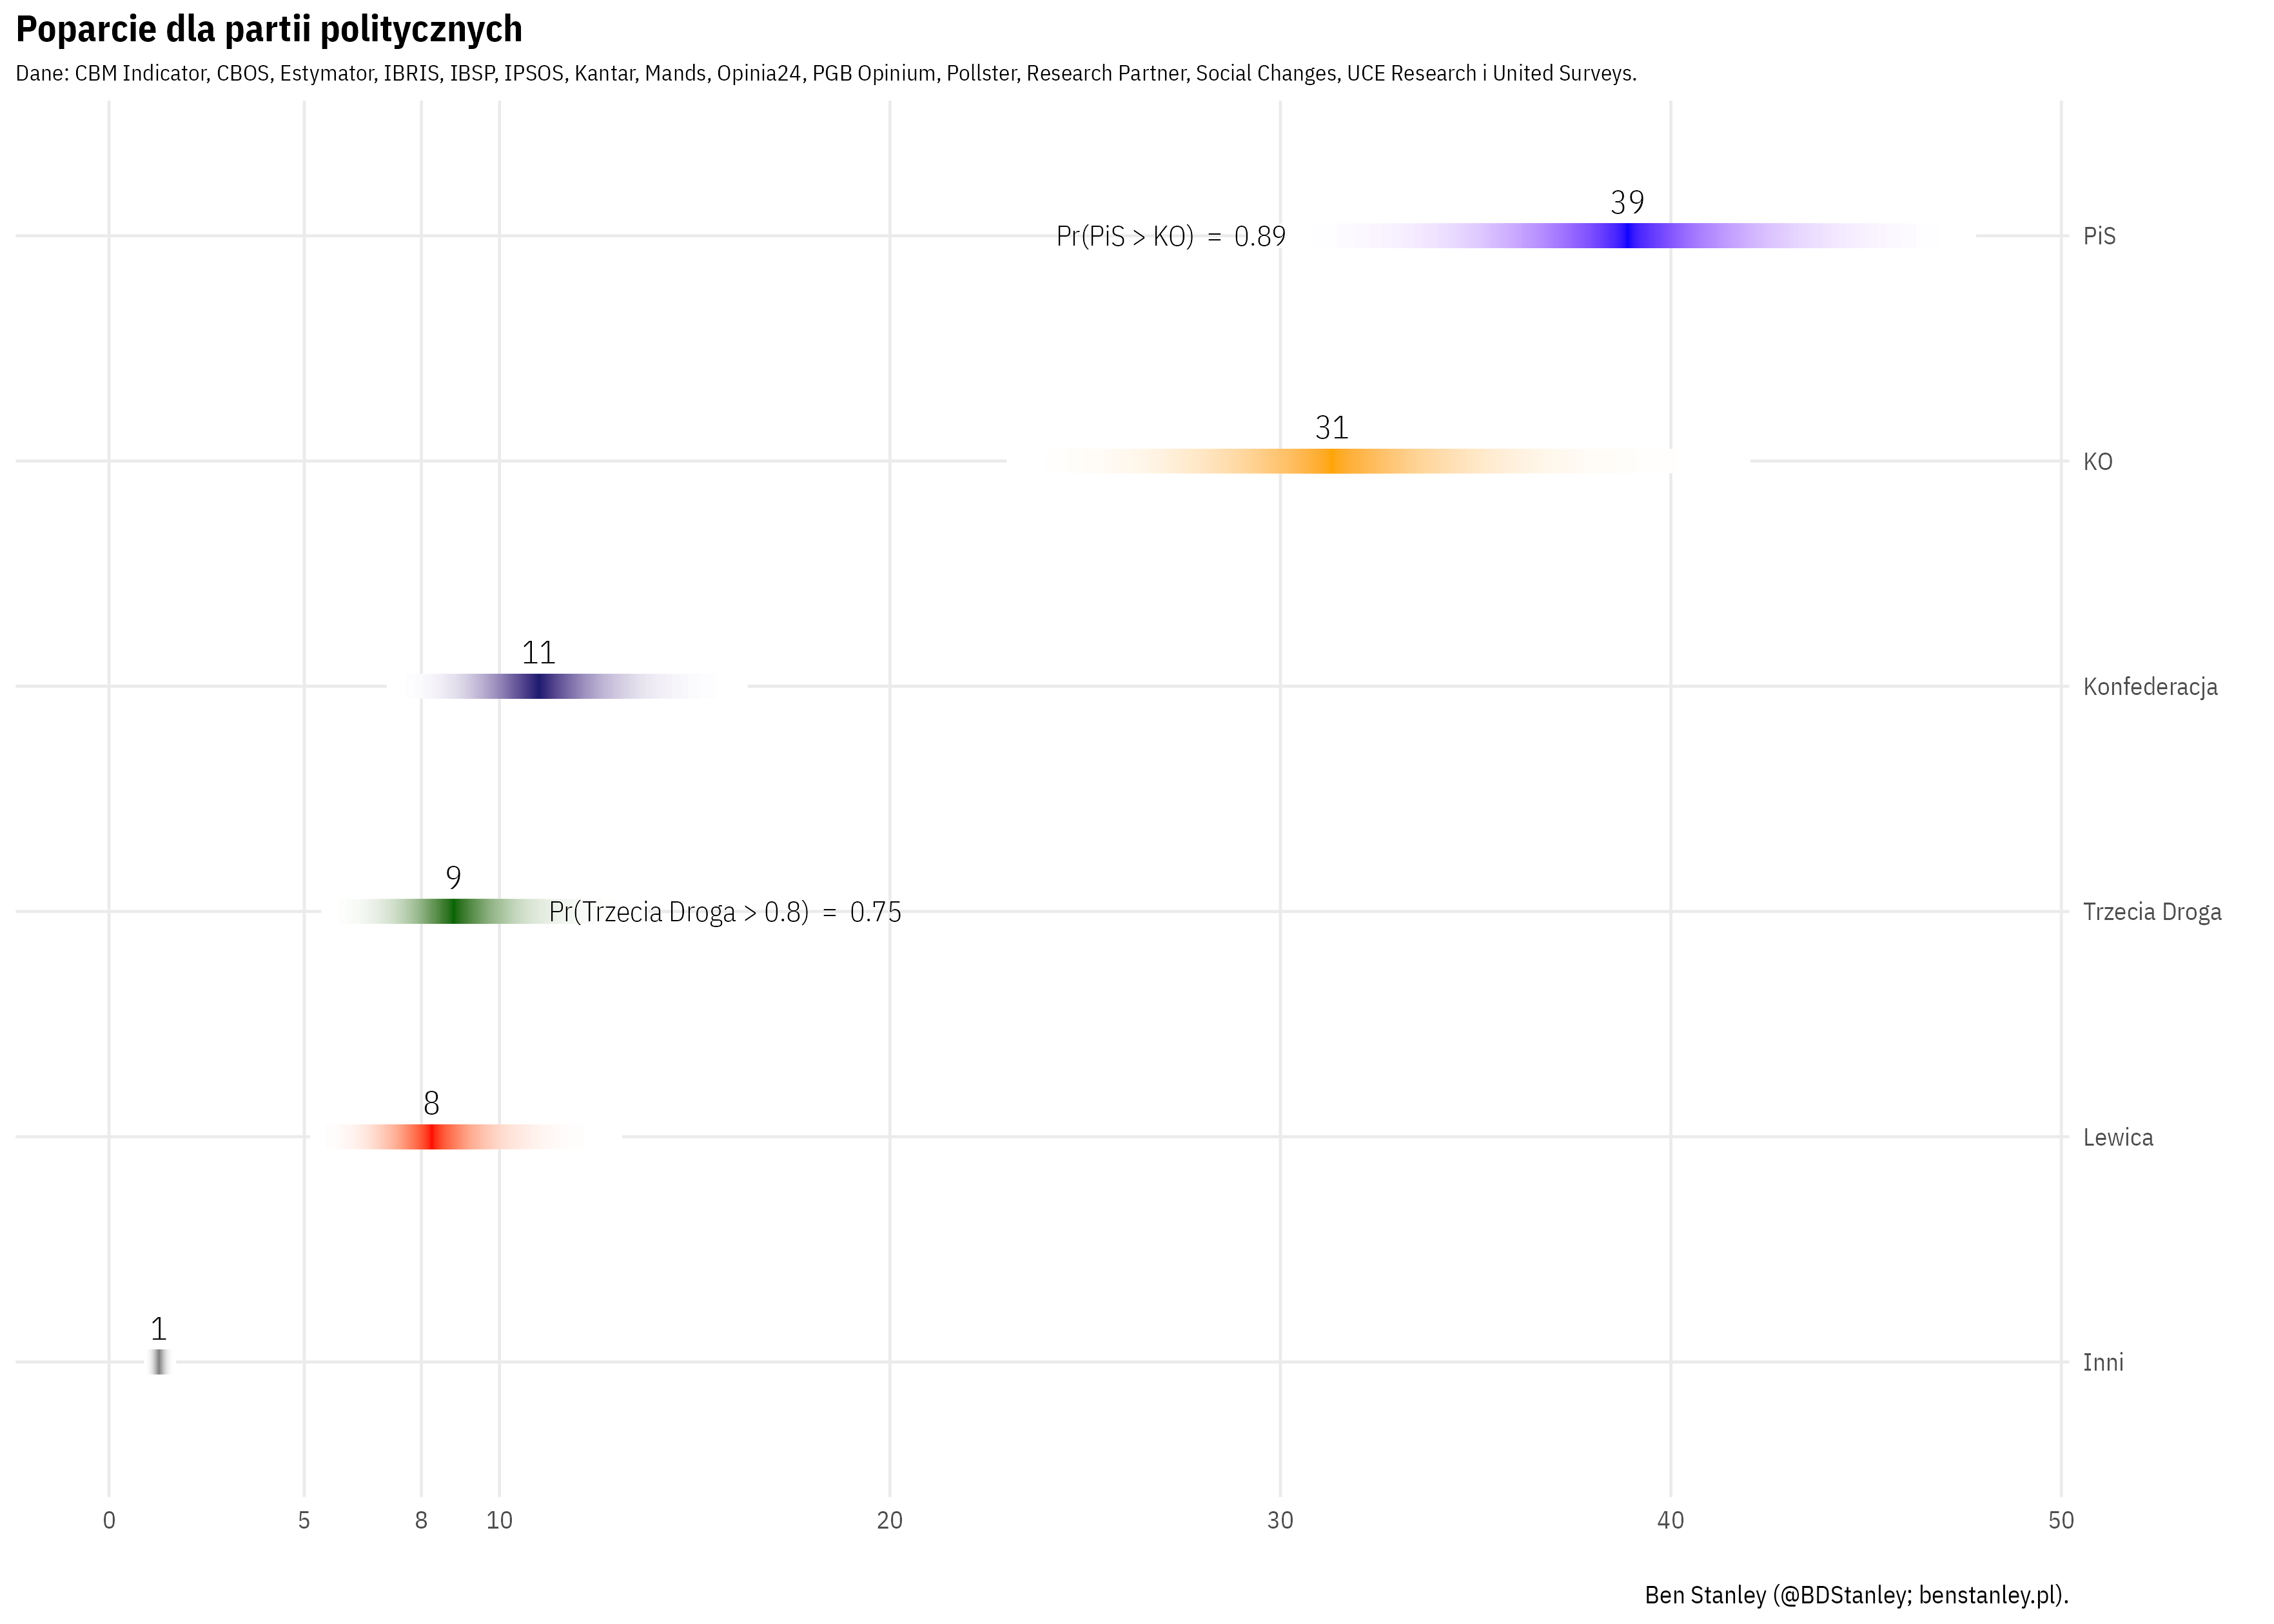 Poparcie dla partii politycznych
Dane: CBM Indicator, CBOS, Estymator, IBRIS, IBSP, IPSOS, Kantar, Mands, Opinia24, PGB Opinium, Pollster, Research Partner, Social Changes, UCE Research i United Surveys.
39
Pr(PiS > KO) = 0.89
PiS
31
KO
11
Konfederacja
9
Pr(Trzecia Droga > 0.8) = 0.75
Trzecia Droga
8
Lewica
1
Inni
0 5 8 10 20 30 40 50
Ben Stanley (@BDStanley; benstanley.pl).